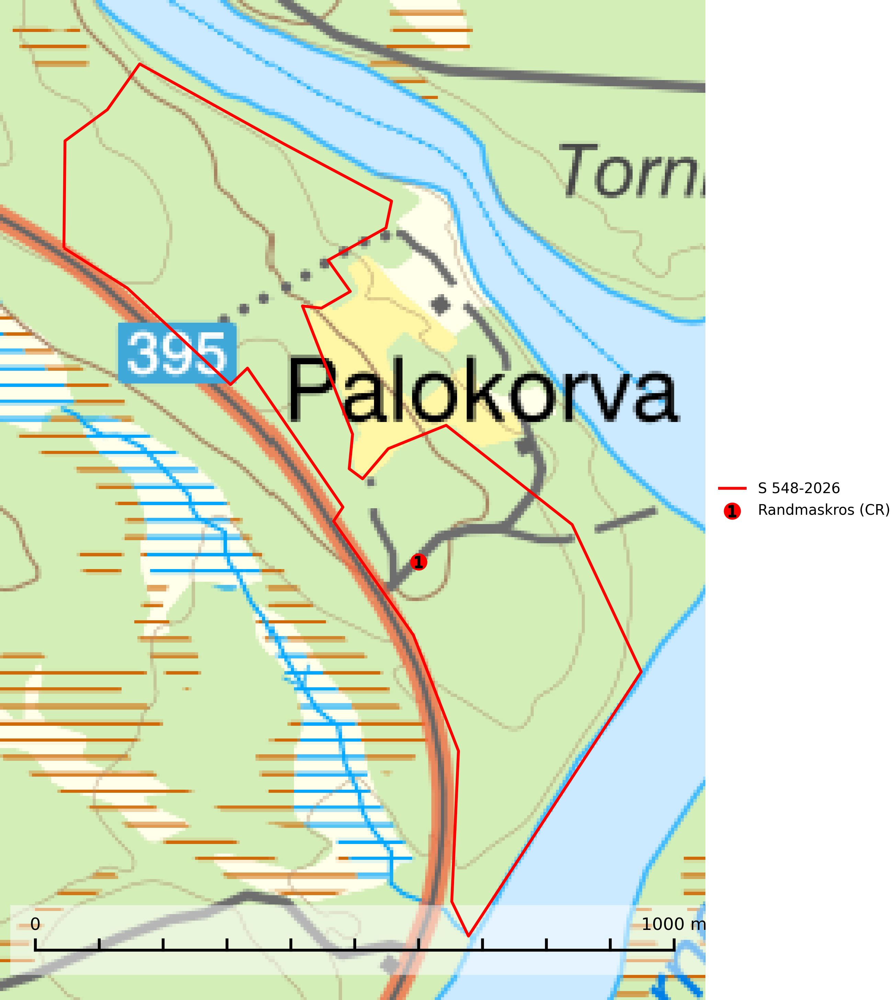 Torn
395
Palokorva
S 548-2026
1 Randmaskros (CR)
1
0 1000 m